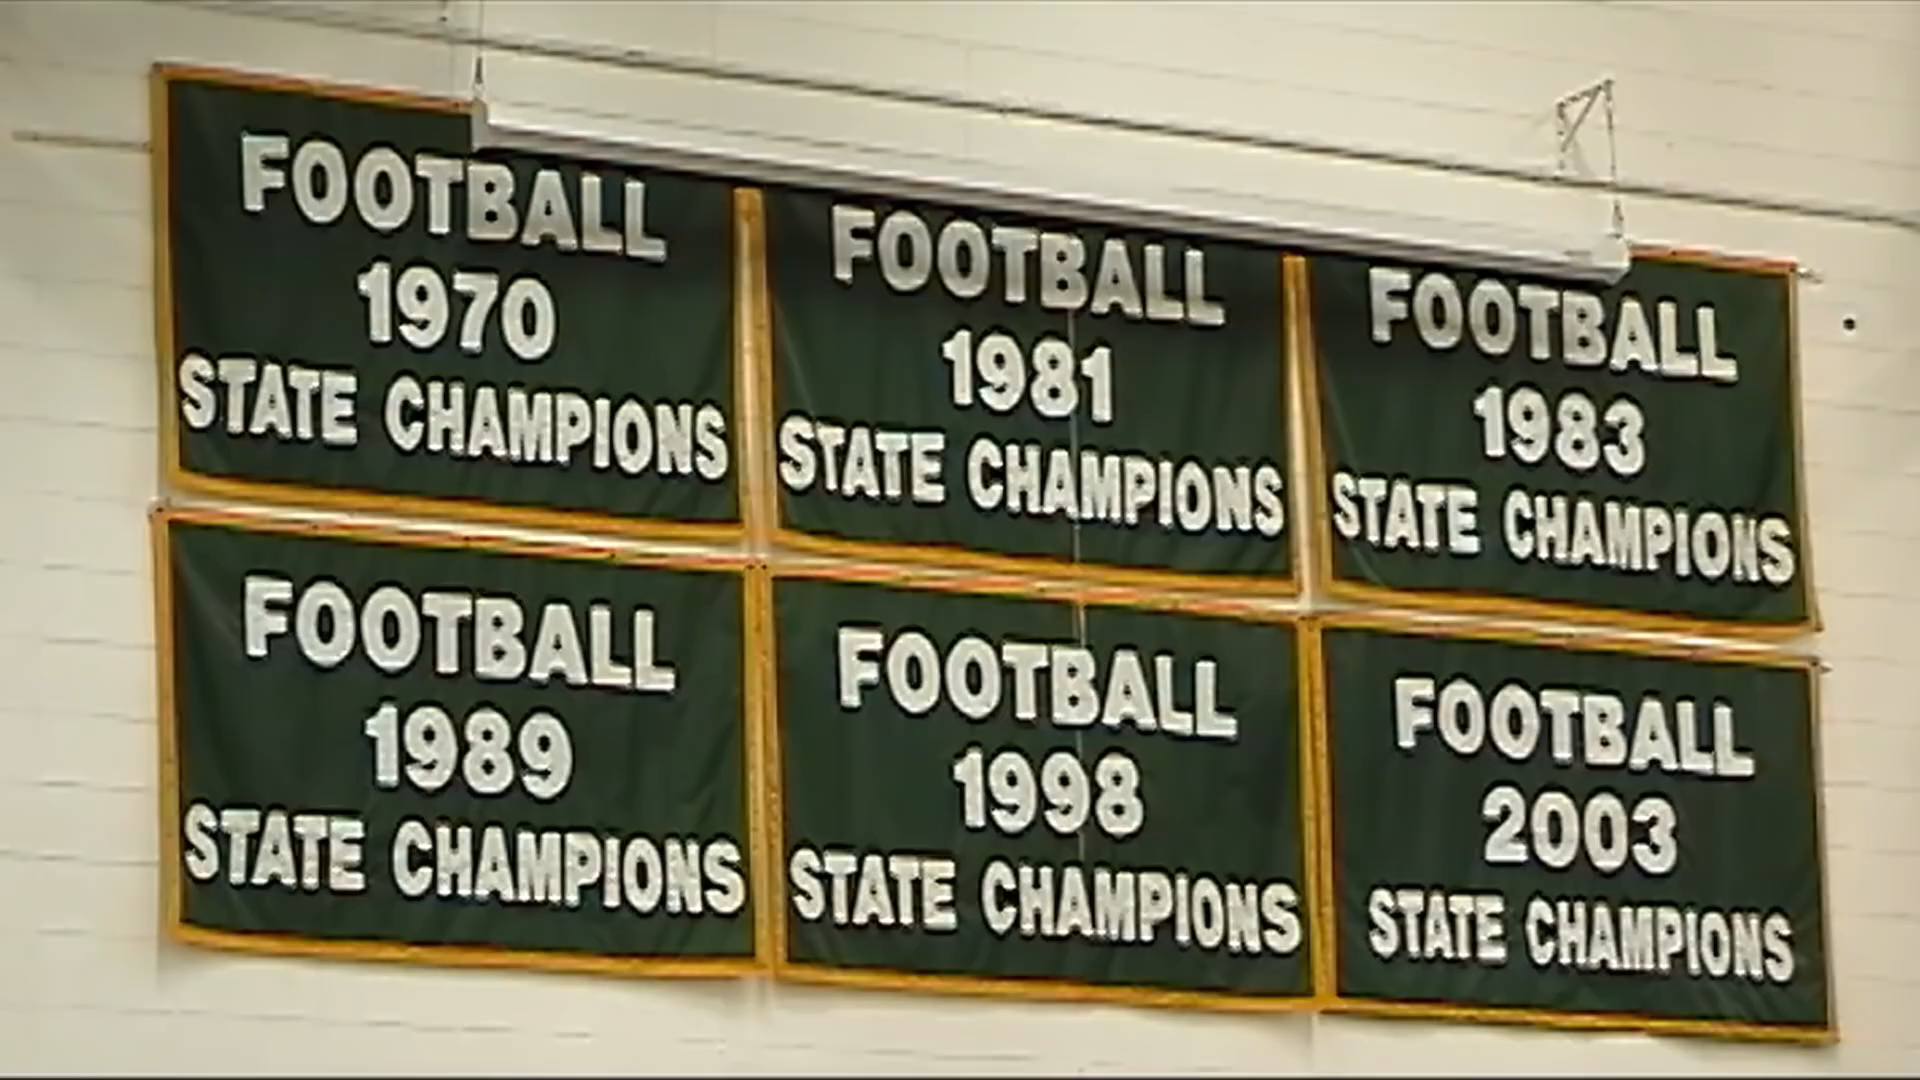 FOOTBALL
1970
STATE CHAMPIONS
FOOTBALL
1981
STATE CHAMPIONS
FOOTBALL
1983
STATE CHAMPIONS
FOOTBALL
1989
STATE CHAMPIONS
FOOTBALL
1998
STATE CHAMPIONS
FOOTBALL
2003
STATE CHAMPIONS